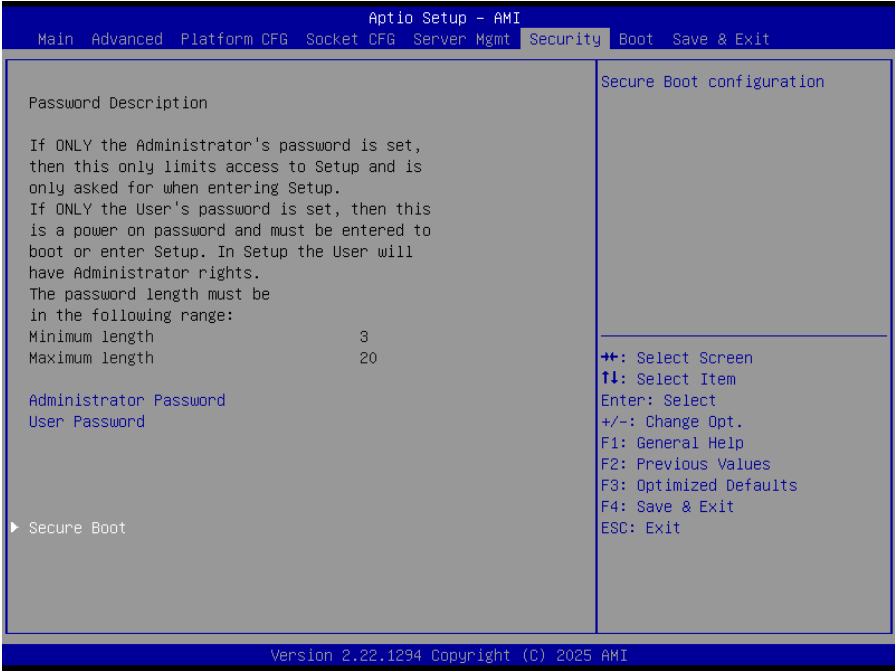 Aptio Setup - AMI
Main Advanced Platform CFG Socket CFG Server Mgmt Security Boot Save & Exit
Password Description
If ONLY the Administrator's password is set,
then this only limits access to Setup and is
only asked for when entering Setup.
If ONLY the User's password is set, then this
is a power on password and must be entered to
boot or enter Setup. In Setup the User will
have Administrator rights.
The password length must be
in the following range:
Minimum length 3
Maximum length 20
Administrator Password
User Password
► Secure Boot
Secure Boot configuration
→←: Select Screen
↑↓: Select Item
Enter: Select
+/-: Change Opt.
F1: General Help
F2: Previous Values
F3: Optimized Defaults
F4: Save & Exit
ESC: Exit
Version 2.22.1294 Copyright (C) 2025 AMI